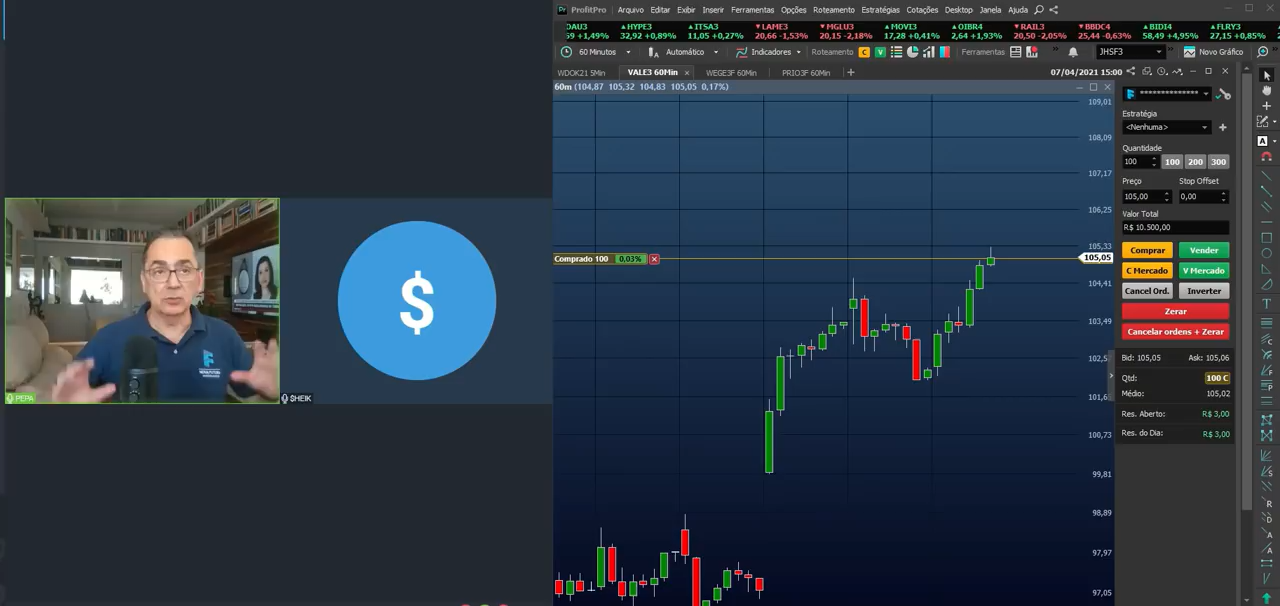 ProfitPro Arquivo Editar Exibir Inserir Ferramentas Opções Roteamento Estratégias Cotações Desktop Janela Ajuda
OAU3 HYPE3 ITSA3 LAME3 MGLU3 MOVI3 OIBR4 RAIL3 BBDC4 BIDI4 FLRY3
59 +1,49% 32,92 +0,89% 11,05 +0,27% 20,66 -1,53% 20,15 -2,18% 17,28 +0,41% 2,64 +1,93% 20,50 -2,05% 25,44 -0,63% 58,49 +4,95% 27,15 +0,85%
60 Minutos Automático Indicadores Roteamento C V Ferramentas JHSF3 Novo Gráfico
WDOK21 5Min VALE3 60Min WEGE3F 60Min PRIO3F 60Min 07/04/2021 15:00
60m (104,87 105,32 104,83 105,05 0,17%)
109,01
108,09
107,17
106,25
105,33
105,05
104,41
103,49
102,5
101,6
100,73
99,81
98,89
97,97
97,05
Comprado 100 0,03%
**************
Estratégia
<Nenhuma>
Quantidade
100 100 200 300
Preço Stop Offset
105,00 0,00
Valor Total
R$ 10.500,00
Comprar Vender
C Mercado V Mercado
Cancel Ord. Inverter
Zerar
Cancelar ordens + Zerar
Bid: 105,05 Ask: 105,06
Qtd: 100 C
Médio: 105,02
Res. Aberto: R$ 3,00
Res. do Dia: R$ 3,00
$
PEPA
$HEIK